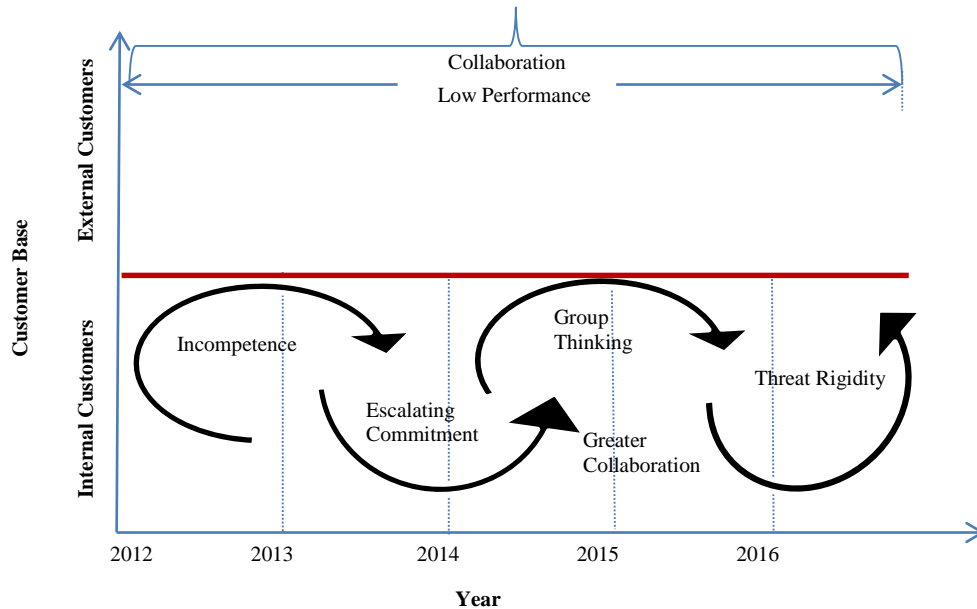 Collaboration
Low Performance
External Customers
Customer Base
Internal Customers
Incompetence
Escalating
Commitment
Group
Thinking
Greater
Collaboration
Threat Rigidity
2012
2013
2014
2015
2016
Year